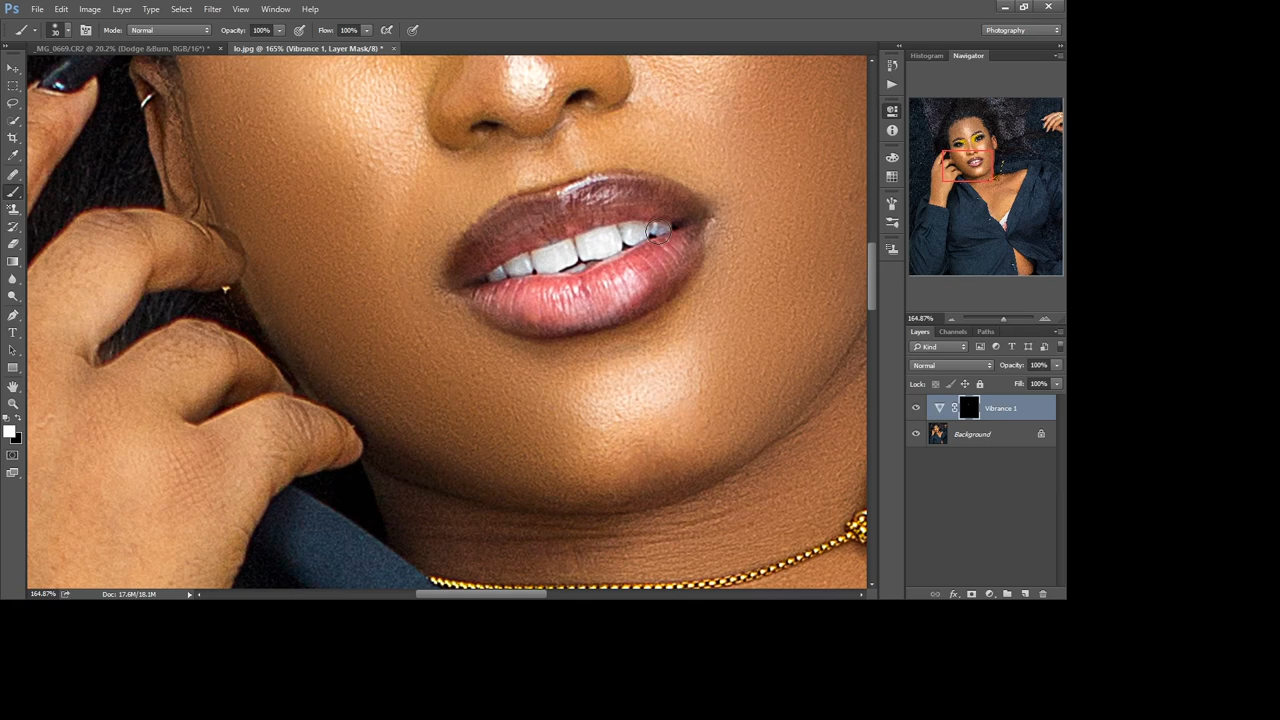 Ps File Edit Image Layer Type Select Filter View Window Help
30 Mode: Normal Opacity: 100% Flow: 100% Photography
_MG_0669.CR2 @ 20.2% (Dodge &Burn, RGB/16*) * × lo.jpg @ 165% (Vibrance 1, Layer Mask/8) * ×
Histogram Navigator
164.87%
Layers Channels Paths
Kind
Normal Opacity: 100%
Lock: Fill: 100%
Vibrance 1
Background
164.87% Doc: 17.6M/18.1M
fx